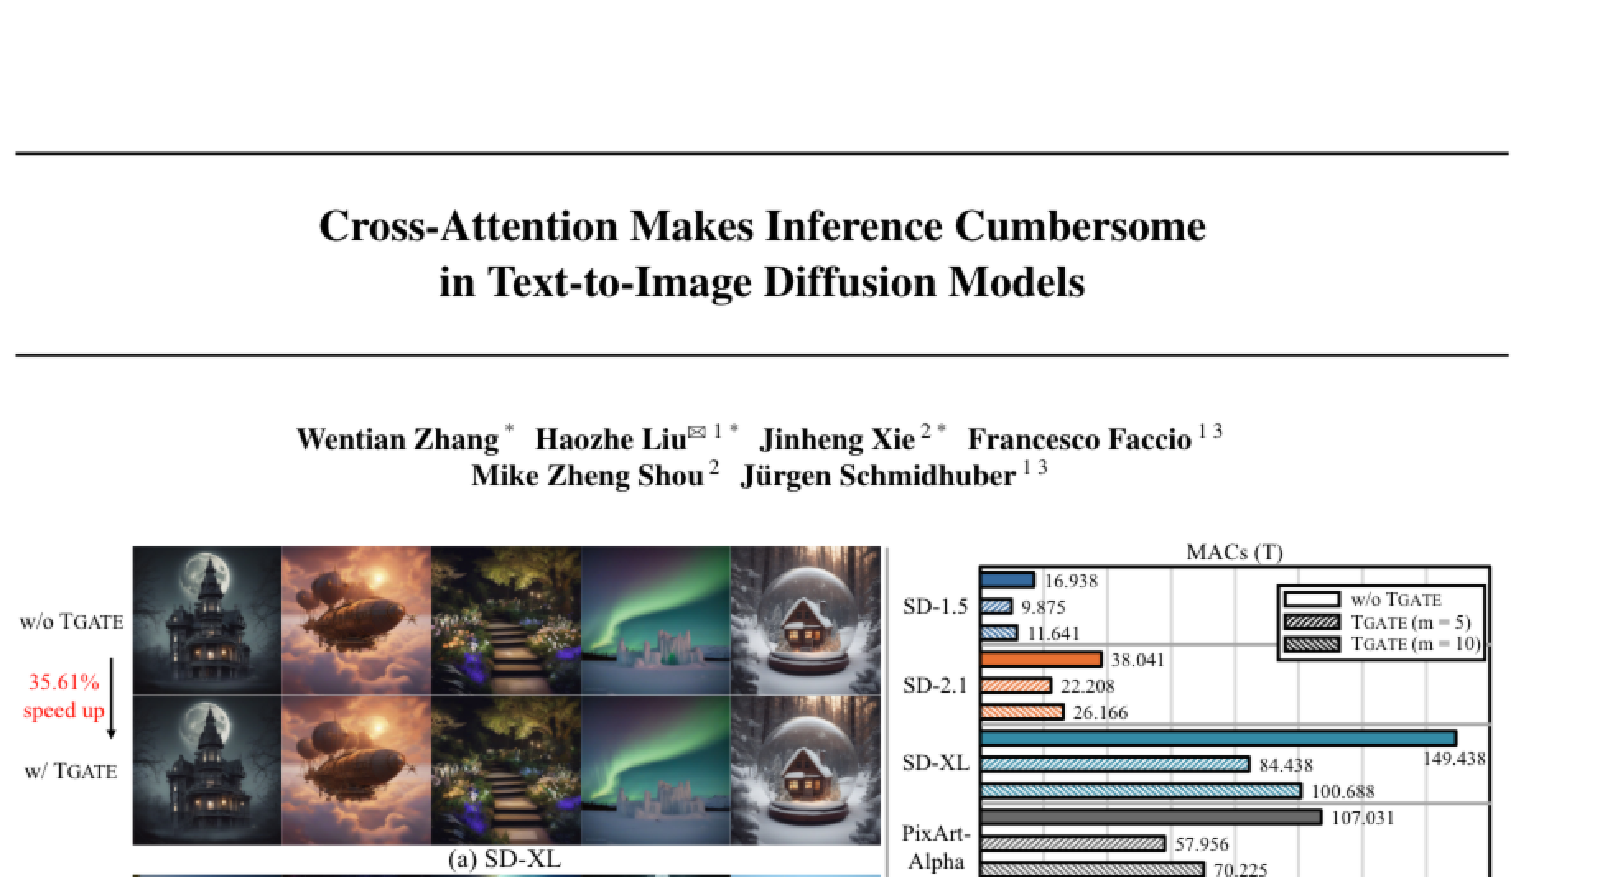 Cross-Attention Makes Inference Cumbersome
in Text-to-Image Diffusion Models
Wentian Zhang * Haozhe Liu✉ 1 * Jinheng Xie 2 * Francesco Faccio 1 3
Mike Zheng Shou 2 Jürgen Schmidhuber 1 3
w/o TGATE
35.61%
speed up
w/ TGATE
(a) SD-XL
MACs (T)
w/o TGATE
TGATE (m = 5)
TGATE (m = 10)
SD-1.5
16.938
9.875
11.641
SD-2.1
38.041
22.208
26.166
SD-XL
149.438
84.438
100.688
PixArt-
Alpha
107.031
57.956
70.225